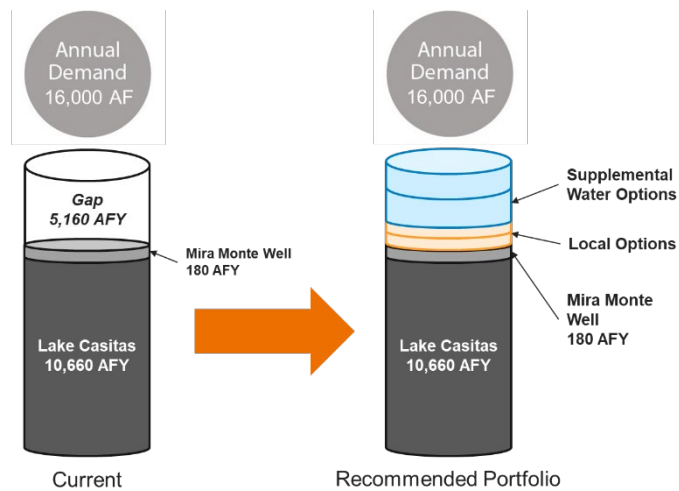 Annual
Demand
16,000 AF
Gap
5,160 AFY
Mira Monte Well
180 AFY
Lake Casitas
10,660 AFY
Current
Annual
Demand
16,000 AF
Supplemental
Water Options
Local Options
Mira Monte
Well
180 AFY
Lake Casitas
10,660 AFY
Recommended Portfolio